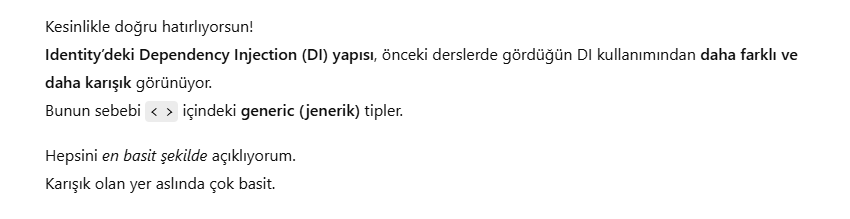 Kesinlikle doğru hatırlıyorsun!
Identity’deki Dependency Injection (DI) yapısı, önceki derslerde gördüğün DI kullanımından daha farklı ve
daha karışık görünüyor.
Bunun sebebi < > içindeki generic (jenerik) tipler.
Hepsini en basit şekilde açıklıyorum.
Karışık olan yer aslında çok basit.